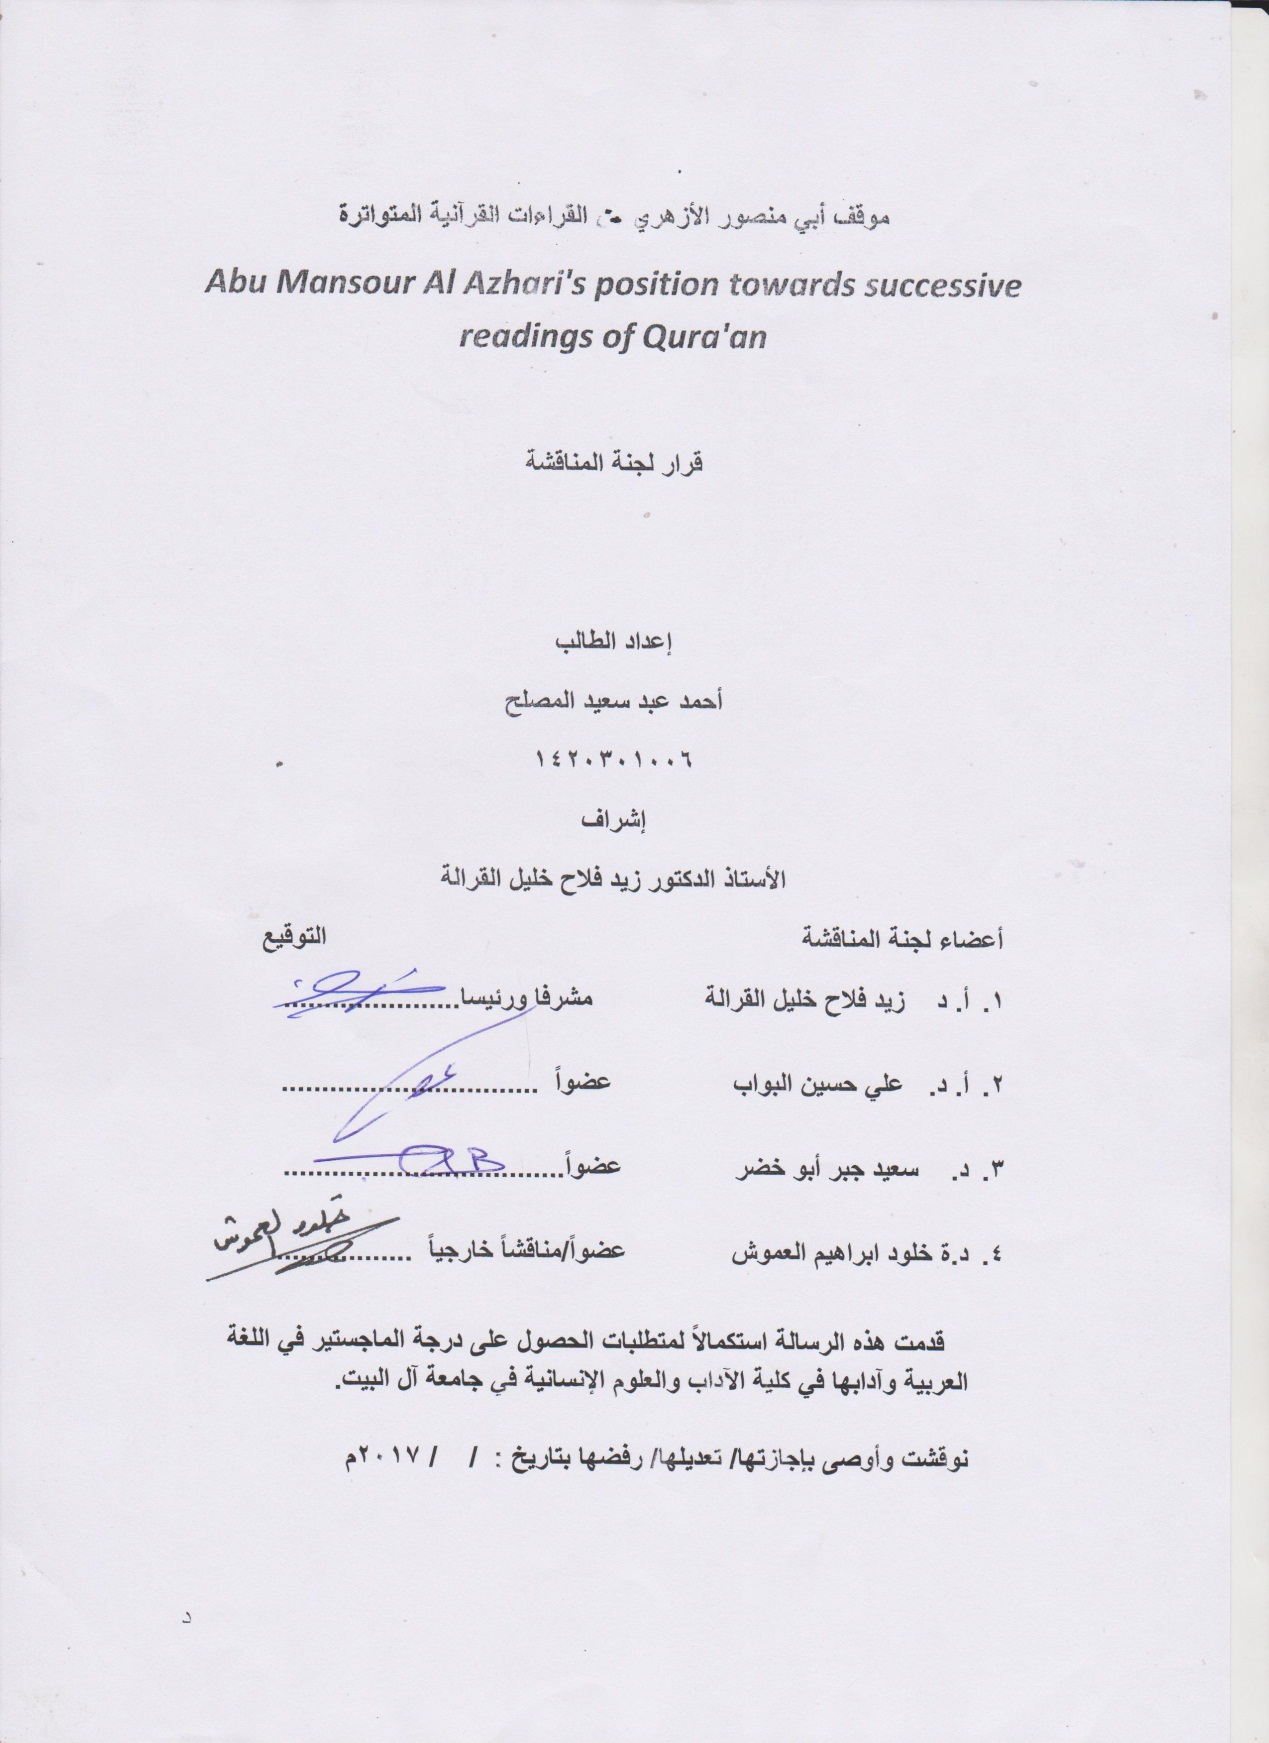 موقف أبي منصور الأزهري القراءات القرآنية المتواترة
Abu Mansour Al Azhari's position towards successive
readings of Qura'an
قرار لجنة المناقشة
إعداد الطالب
أحمد عبد سعيد المصلح
١٤٢٠٣٠١٠٠٦
إشراف
الأستاذ الدكتور زيد فلاح خليل القرالة
أعضاء لجنة المناقشة التوقيع
١. أ. د زيد فلاح خليل القرالة مشرفا ورئيسا......................
٢. أ. د. علي حسين البواب عضواً ................................
٣. د. سعيد جبر أبو خضر عضواً...................................
٤. د.ة خلود ابراهيم العموش عضواً/مناقشاً خارجياً .................
خلود العموش
قدمت هذه الرسالة استكمالاً لمتطلبات الحصول على درجة الماجستير في اللغة
العربية وآدابها في كلية الآداب والعلوم الإنسانية في جامعة آل البيت.
نوقشت وأوصى بإجازتها/ تعديلها/ رفضها بتاريخ : / / ٢٠١٧م
د